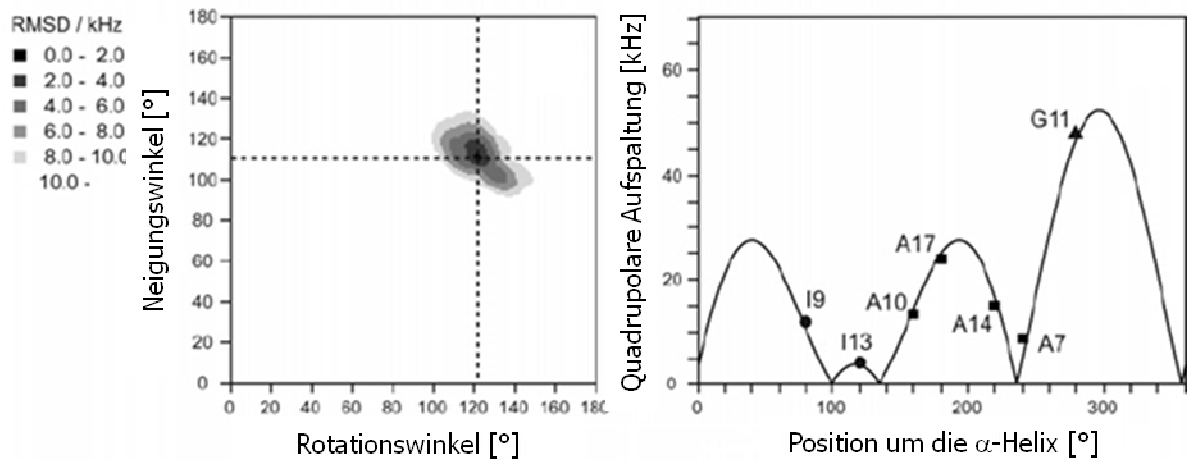 RMSD / kHz
0.0 - 2.0
2.0 - 4.0
4.0 - 6.0
6.0 - 8.0
8.0 - 10.0
10.0 -
Neigungswinkel [°]
180
160
140
120
100
80
60
40
20
0
0 20 40 60 80 100 120 140 160 180
Rotationswinkel [°]
Quadrupolare Aufspaltung [kHz]
60
40
20
0
G11
A17
I9
A10
A14
I13
A7
0 100 200 300
Position um die α-Helix [°]